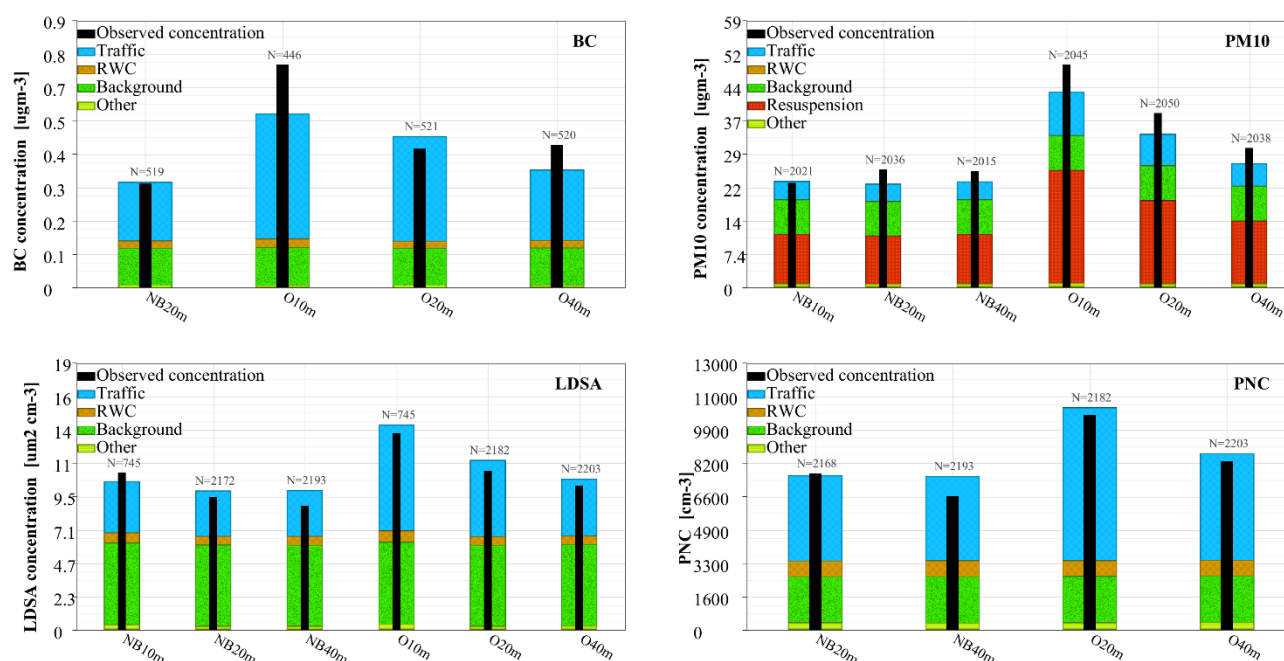 0.9
0.8
0.7
0.5
0.4
0.3
0.2
0.1
0
BC concentration [ugm-3]
Observed concentration
Traffic
RWC
Background
Other
BC
N=519
N=446
N=521
N=520
NB20m
O10m
O20m
O40m
59
52
44
37
29
22
14
7.4
0
PM10 concentration [ugm-3]
Observed concentration
Traffic
RWC
Background
Resuspension
Other
PM10
N=2021
N=2036
N=2015
N=2045
N=2050
N=2038
NB10m
NB20m
NB40m
O10m
O20m
O40m
19
16
14
11
9.5
7.1
4.7
2.3
0
LDSA concentration [um2 cm-3]
Observed concentration
Traffic
RWC
Background
Other
LDSA
N=745
N=2172
N=2193
N=745
N=2182
N=2203
NB10m
NB20m
NB40m
O10m
O20m
O40m
13000
11000
9900
8200
6600
4900
3300
1600
0
PNC [cm-3]
Observed concentration
Traffic
RWC
Background
Other
PNC
N=2168
N=2193
N=2182
N=2203
NB20m
NB40m
O20m
O40m